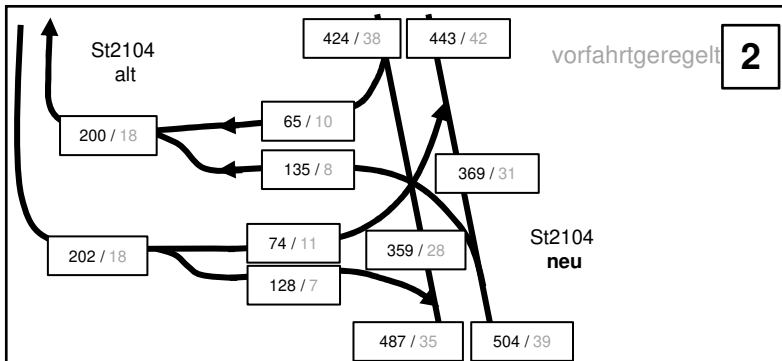 424 / 38
443 / 42
St2104
alt
vorfahrtgeregelt
2
65 / 10
200 / 18
135 / 8
369 / 31
74 / 11
St2104
neu
202 / 18
359 / 28
128 / 7
487 / 35
504 / 39